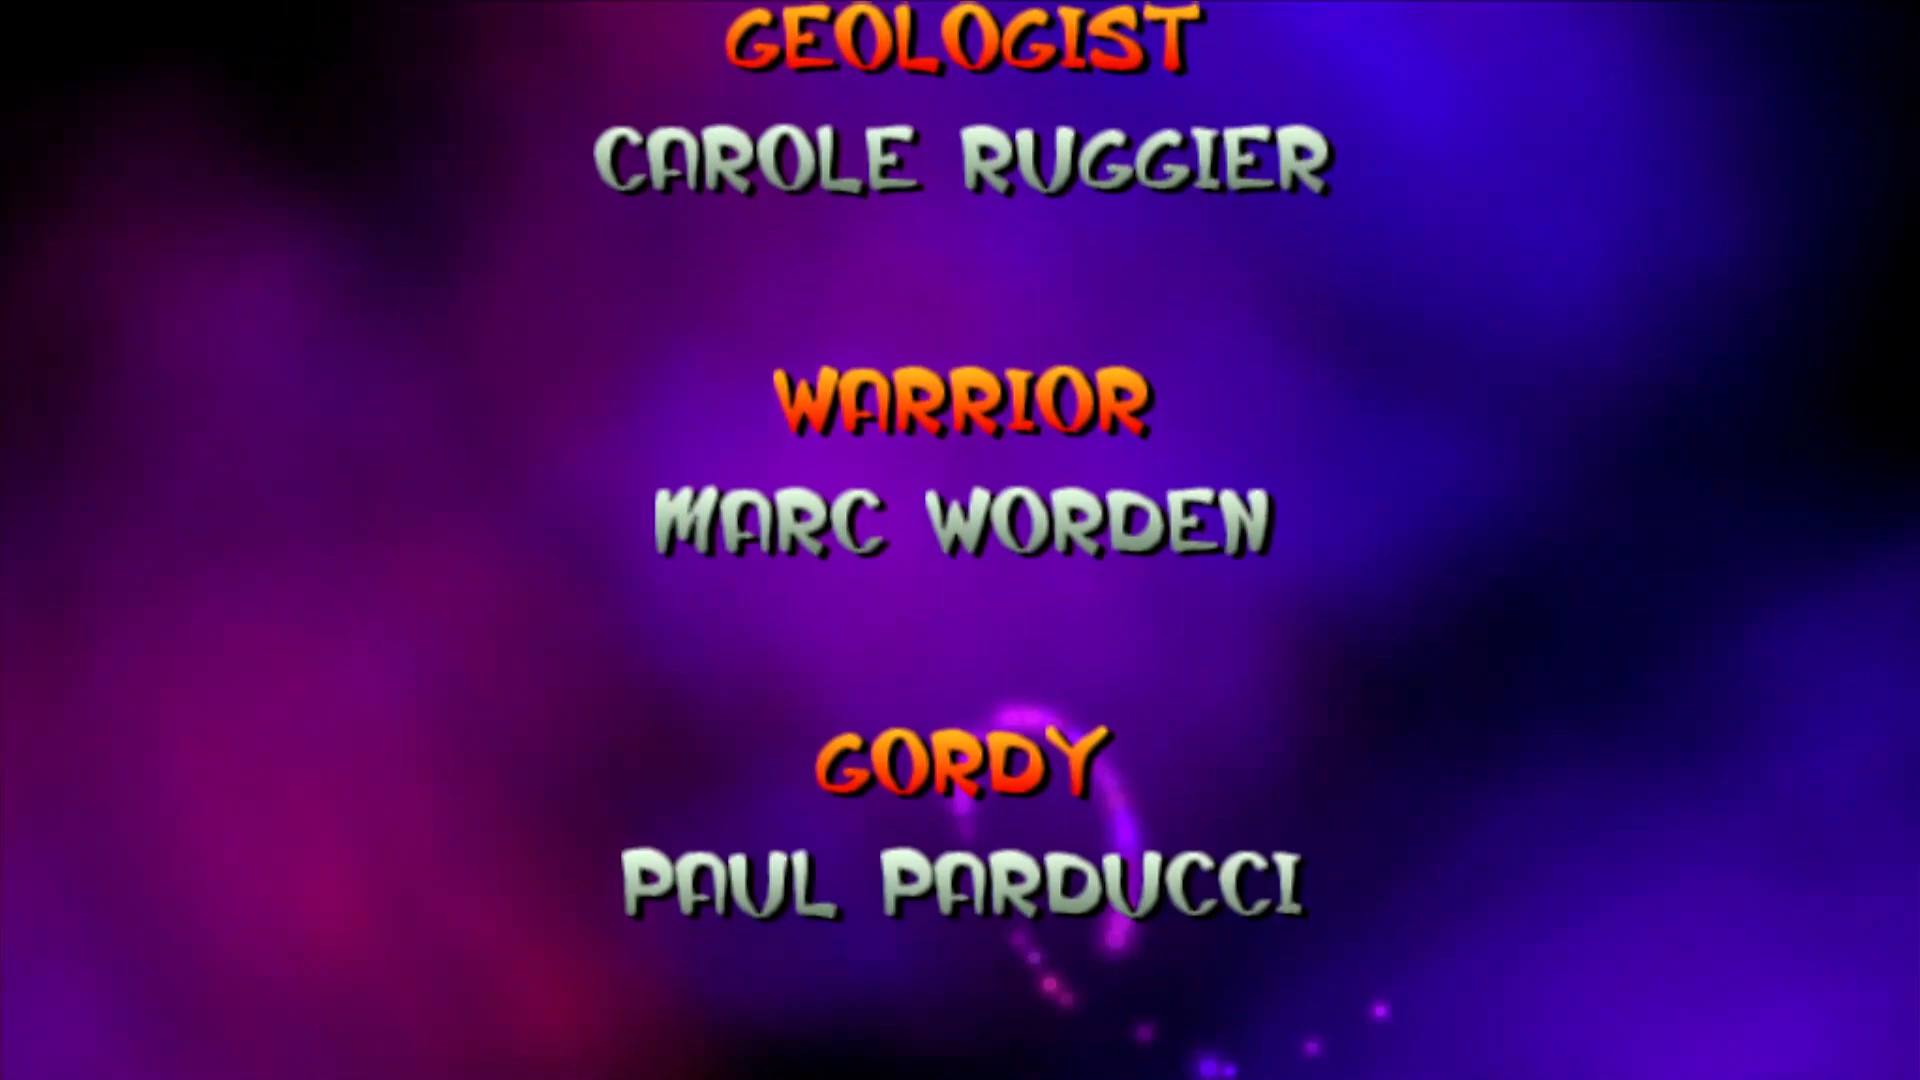 GEOLOGIST
CAROLE RUGGIER
WARRIOR
MARC WORDEN
GORDY
PAUL PARDUCCI